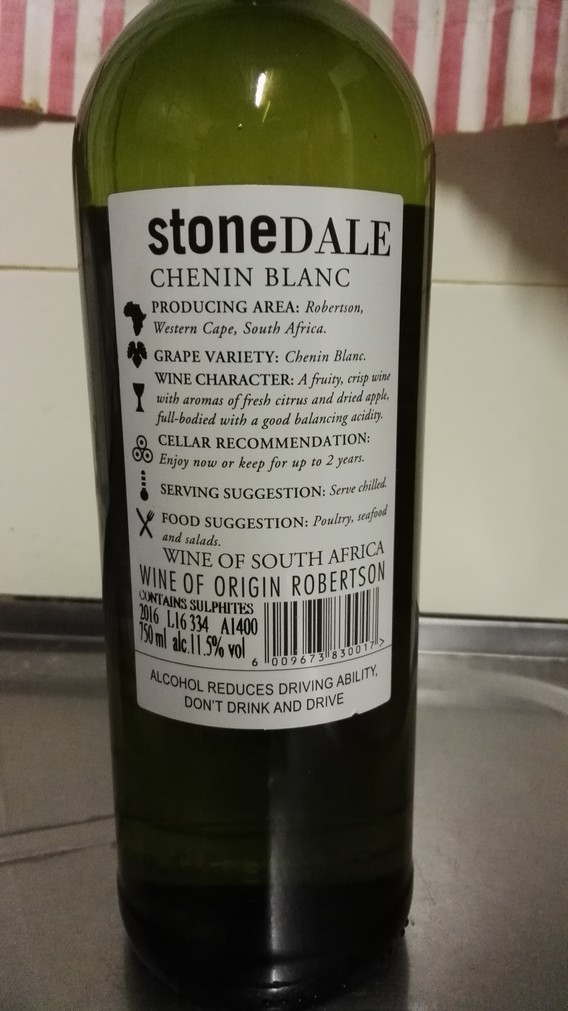 stoneDALE
CHENIN BLANC
PRODUCING AREA: Robertson,
Western Cape, South Africa.
GRAPE VARIETY: Chenin Blanc.
WINE CHARACTER: A fruity, crisp wine
with aromas of fresh citrus and dried apple,
full-bodied with a good balancing acidity.
CELLAR RECOMMENDATION:
Enjoy now or keep for up to 2 years.
SERVING SUGGESTION: Serve chilled.
FOOD SUGGESTION: Poultry, seafood
and salads.
WINE OF SOUTH AFRICA
WINE OF ORIGIN ROBERTSON
CONTAINS SULPHITES
2016 L16 334 A1400
750 ml alc.11.5% vol
6 009673 830017 >
ALCOHOL REDUCES DRIVING ABILITY,
DON'T DRINK AND DRIVE